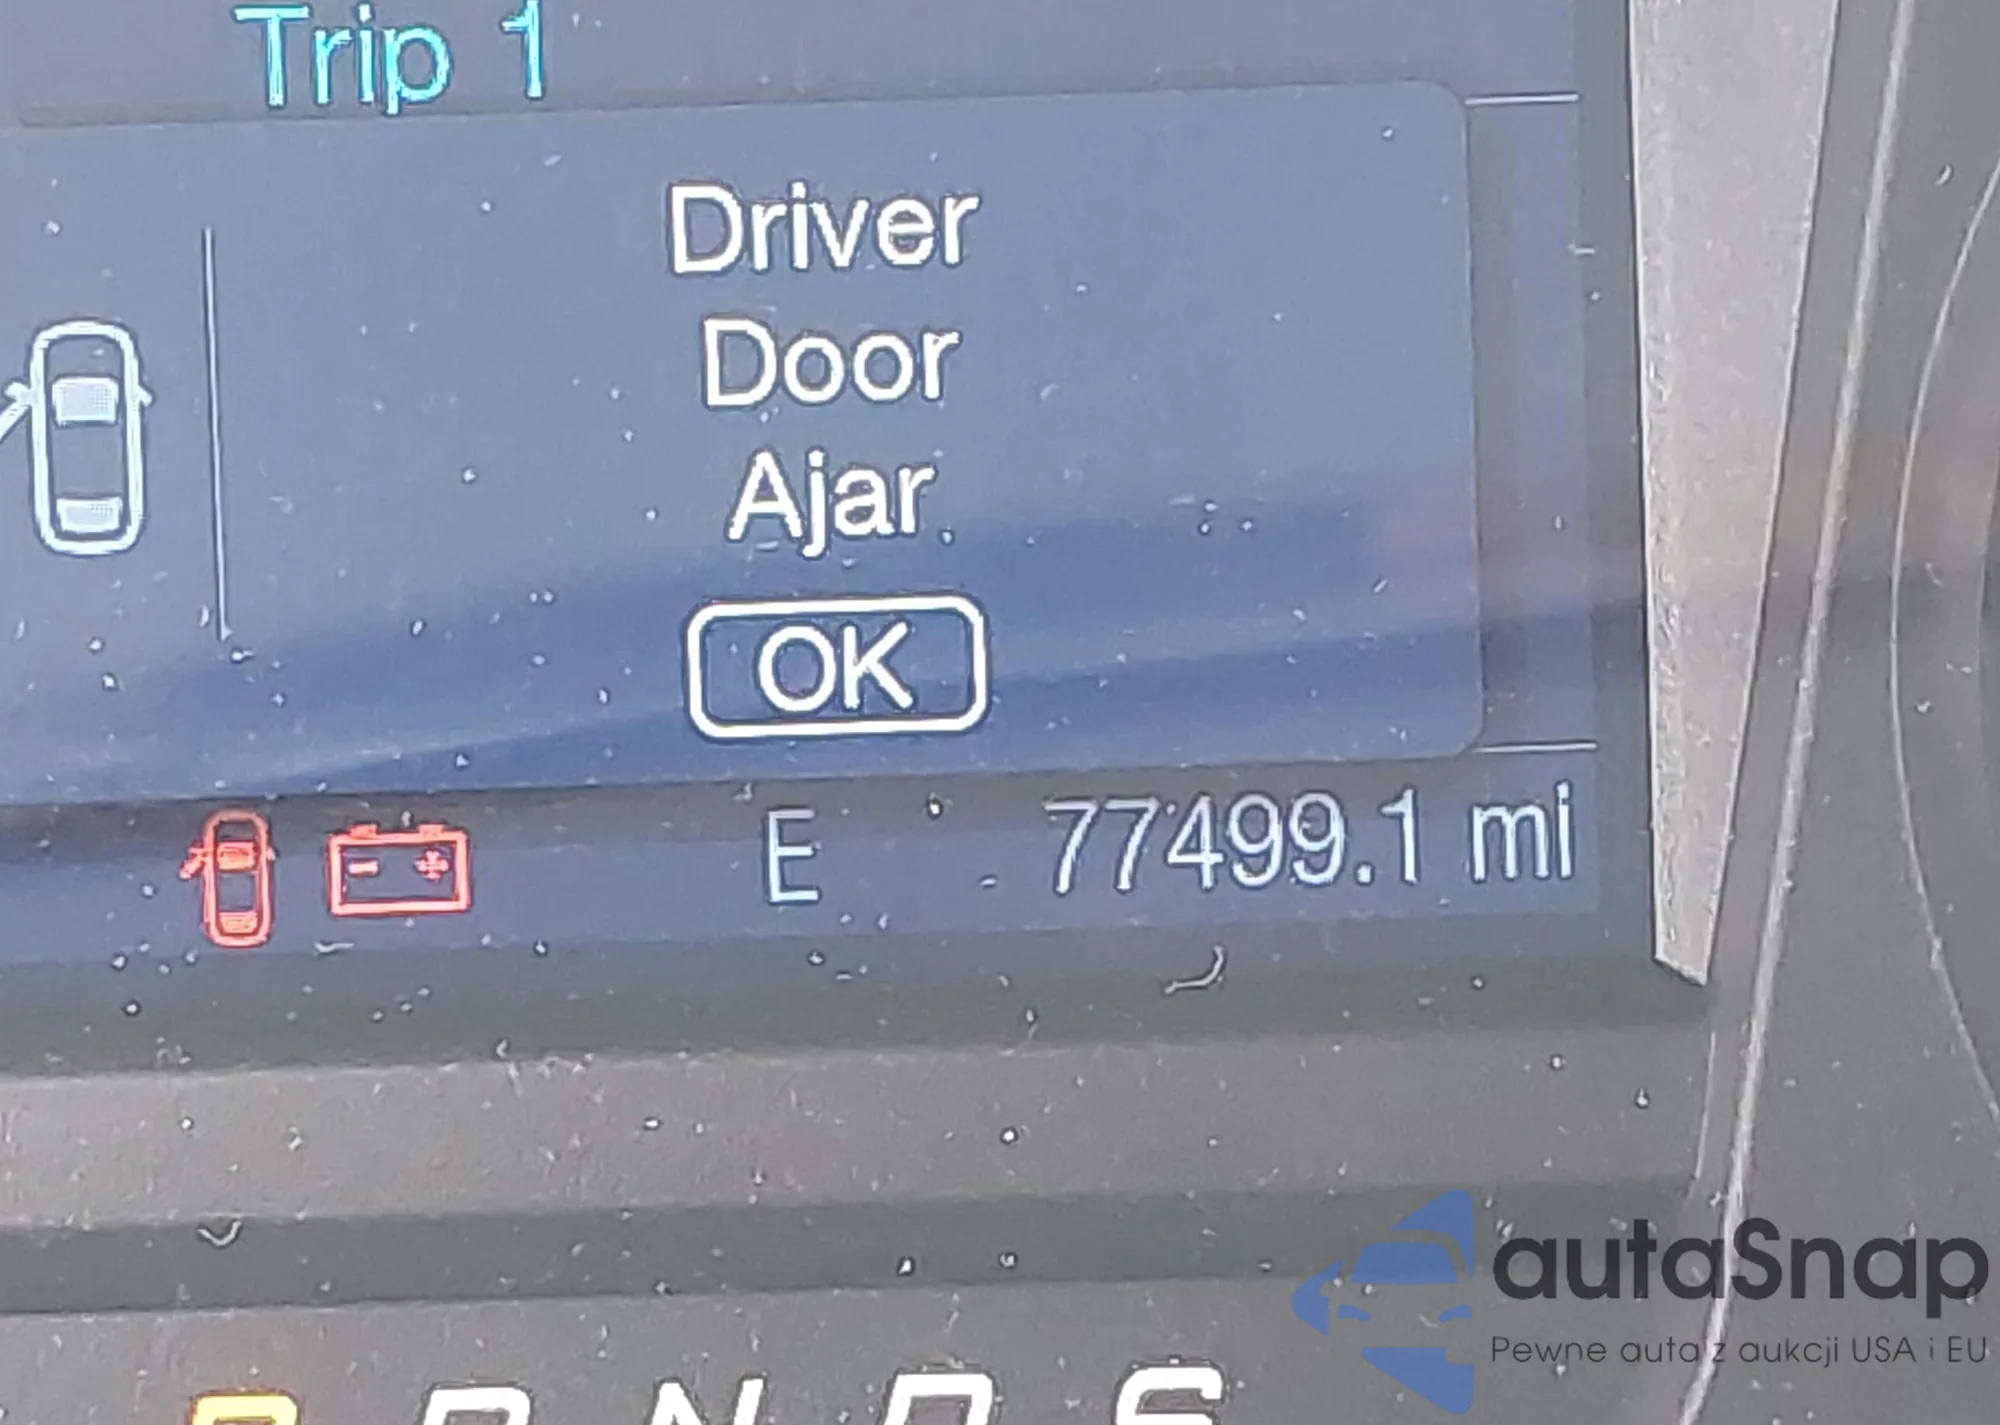 Trip 1
Driver
Door
Ajar
OK
E 77499.1 mi
P R N D S
autaSnap
Pewne auta z aukcji USA i EU